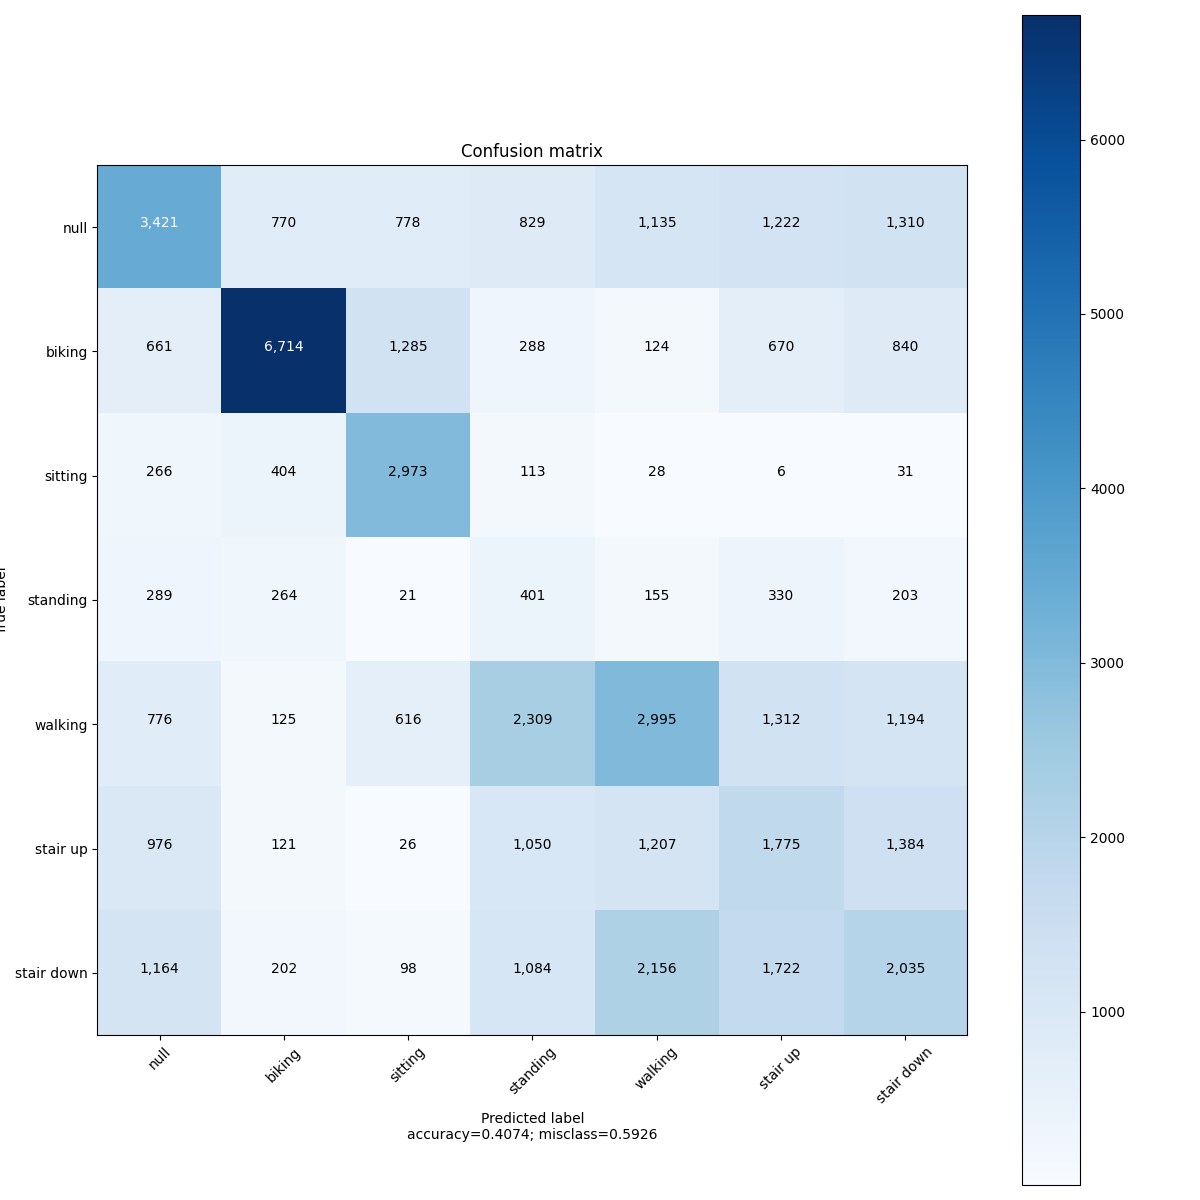 Confusion matrix
null 3,421 770 778 829 1,135 1,222 1,310
biking 661 6,714 1,285 288 124 670 840
sitting 266 404 2,973 113 28 6 31
standing 289 264 21 401 155 330 203
walking 776 125 616 2,309 2,995 1,312 1,194
stair up 976 121 26 1,050 1,207 1,775 1,384
stair down 1,164 202 98 1,084 2,156 1,722 2,035
null biking sitting standing walking stair up stair down
Predicted label
accuracy=0.4074; misclass=0.5926
label
6000
5000
4000
3000
2000
1000